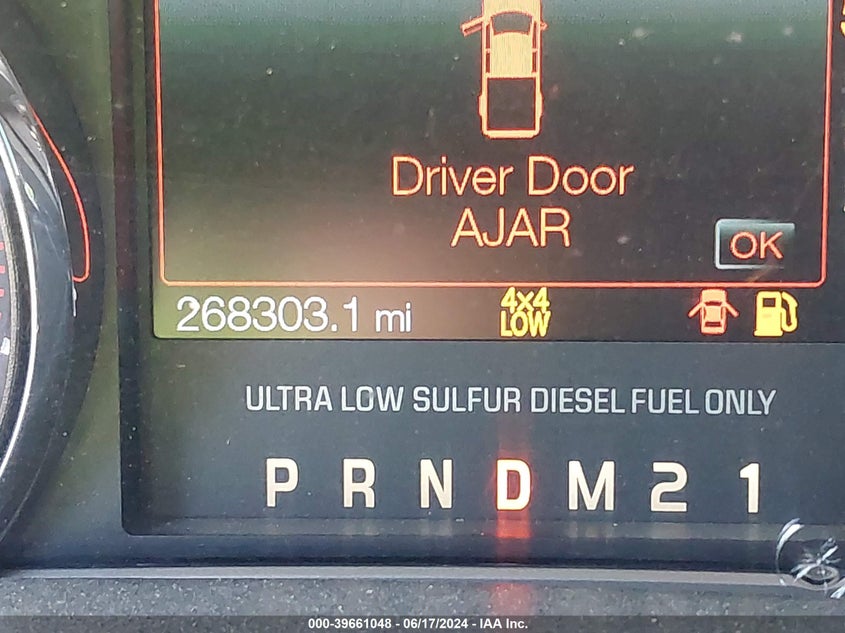 Driver Door
AJAR
OK
268303.1 mi
4x4
LOW
ULTRA LOW SULFUR DIESEL FUEL ONLY
P R N D M 2 1
000-39661048 - 06/17/2024 - IAA Inc.